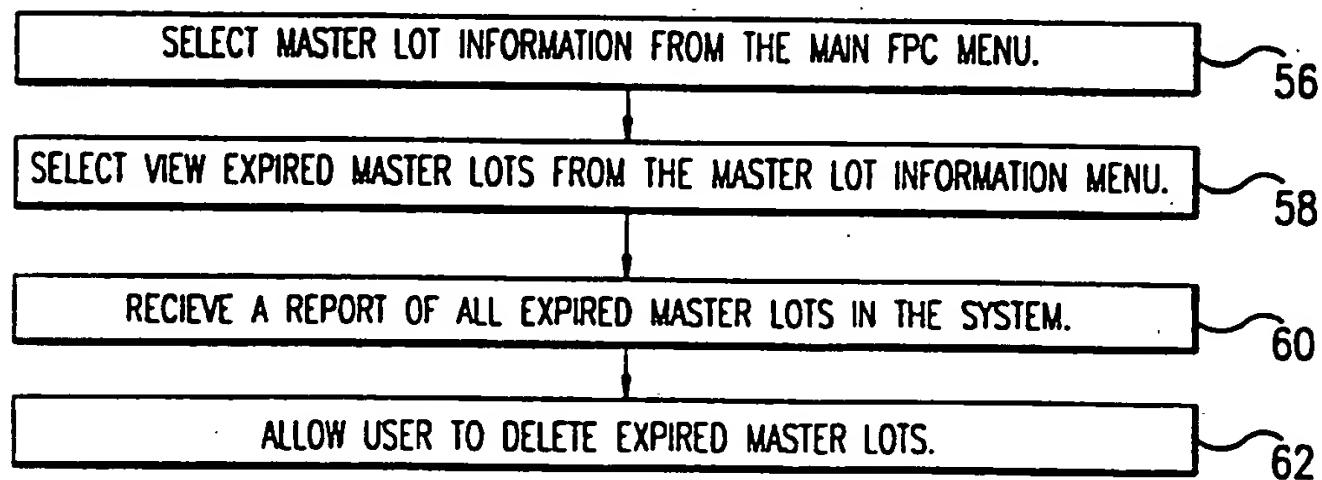 SELECT MASTER LOT INFORMATION FROM THE MAIN FPC MENU.
56
SELECT VIEW EXPIRED MASTER LOTS FROM THE MASTER LOT INFORMATION MENU.
58
RECIEVE A REPORT OF ALL EXPIRED MASTER LOTS IN THE SYSTEM.
60
ALLOW USER TO DELETE EXPIRED MASTER LOTS.
62